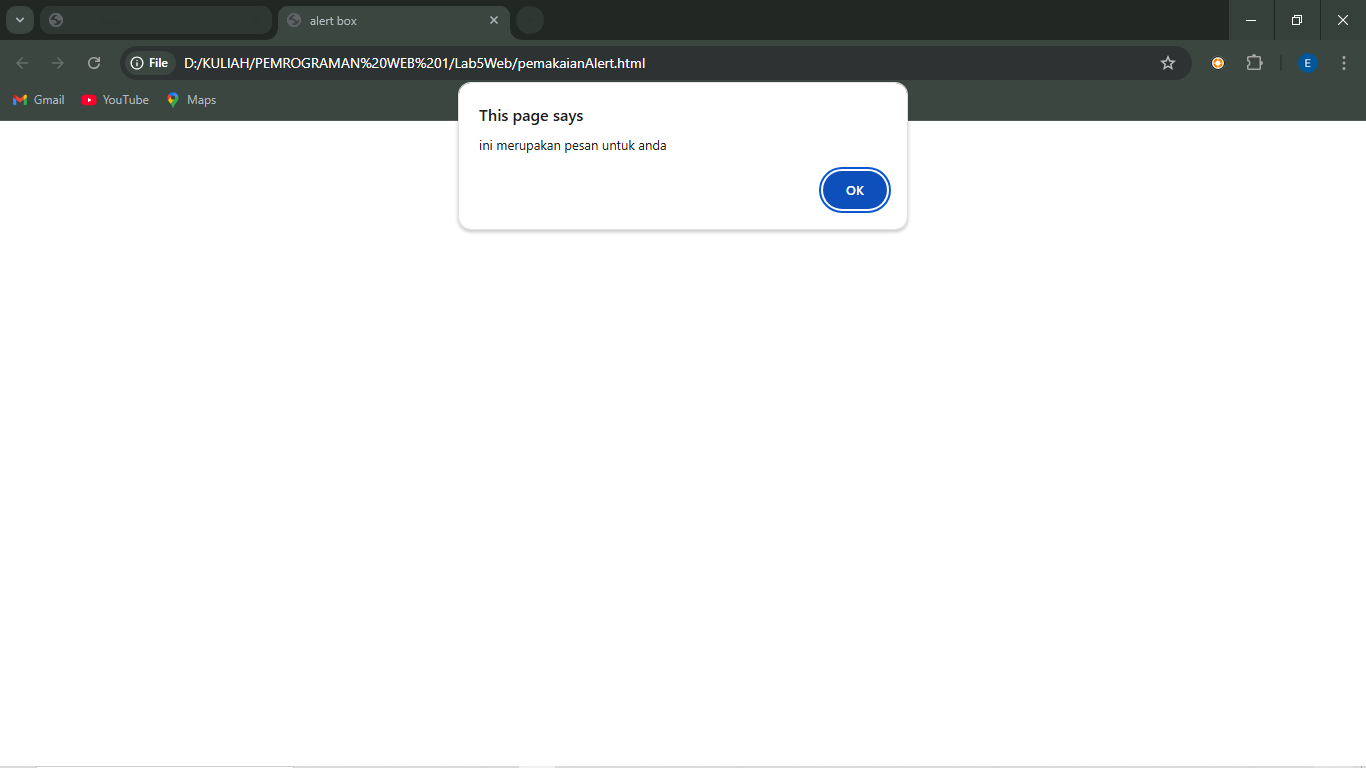 alert box
File
D:/KULIAH/PEMROGRAMAN%20WEB%201/Lab5Web/pemakaianAlert.html
E
Gmail
YouTube
Maps
This page says
ini merupakan pesan untuk anda
OK